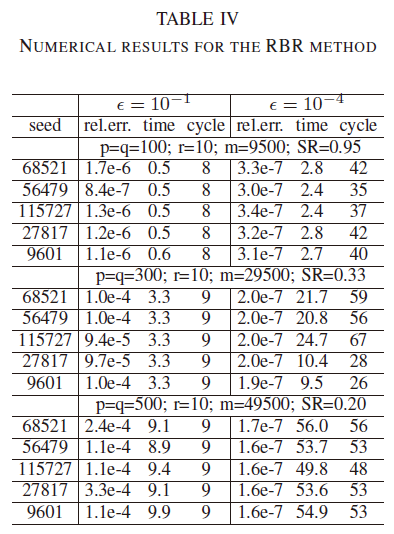 TABLE IV
NUMERICAL RESULTS FOR THE RBR METHOD
ϵ = 10−1 ϵ = 10−4
seed rel.err. time cycle rel.err. time cycle
p=q=100; r=10; m=9500; SR=0.95
68521 1.7e-6 0.5 8 3.3e-7 2.8 42
56479 8.4e-7 0.5 8 3.0e-7 2.4 35
115727 1.3e-6 0.5 8 3.4e-7 2.4 37
27817 1.2e-6 0.5 8 3.2e-7 2.8 42
9601 1.1e-6 0.6 8 3.1e-7 2.7 40
p=q=300; r=10; m=29500; SR=0.33
68521 1.0e-4 3.3 9 2.0e-7 21.7 59
56479 1.0e-4 3.3 9 2.0e-7 20.8 56
115727 9.4e-5 3.3 9 2.0e-7 24.7 67
27817 9.7e-5 3.3 9 2.0e-7 10.4 28
9601 1.0e-4 3.3 9 1.9e-7 9.5 26
p=q=500; r=10; m=49500; SR=0.20
68521 2.4e-4 9.1 9 1.7e-7 56.0 56
56479 1.1e-4 8.9 9 1.6e-7 53.7 53
115727 1.1e-4 9.4 9 1.6e-7 49.8 48
27817 3.3e-4 9.1 9 1.6e-7 53.6 53
9601 1.1e-4 9.9 9 1.6e-7 54.9 53